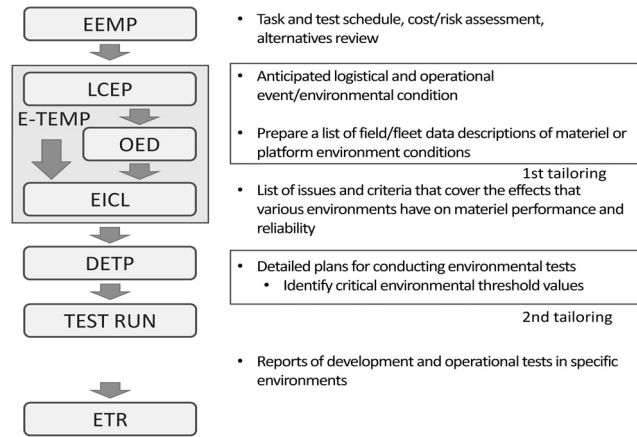 EEMP
• Task and test schedule, cost/risk assessment,
alternatives review
LCEP
• Anticipated logistical and operational
event/environmental condition
E-TEMP
OED
• Prepare a list of field/fleet data descriptions of materiel or
platform environment conditions
1st tailoring
EICL
• List of issues and criteria that cover the effects that
various environments have on materiel performance and
reliability
DETP
• Detailed plans for conducting environmental tests
• Identify critical environmental threshold values
TEST RUN
2nd tailoring
• Reports of development and operational tests in specific
environments
ETR